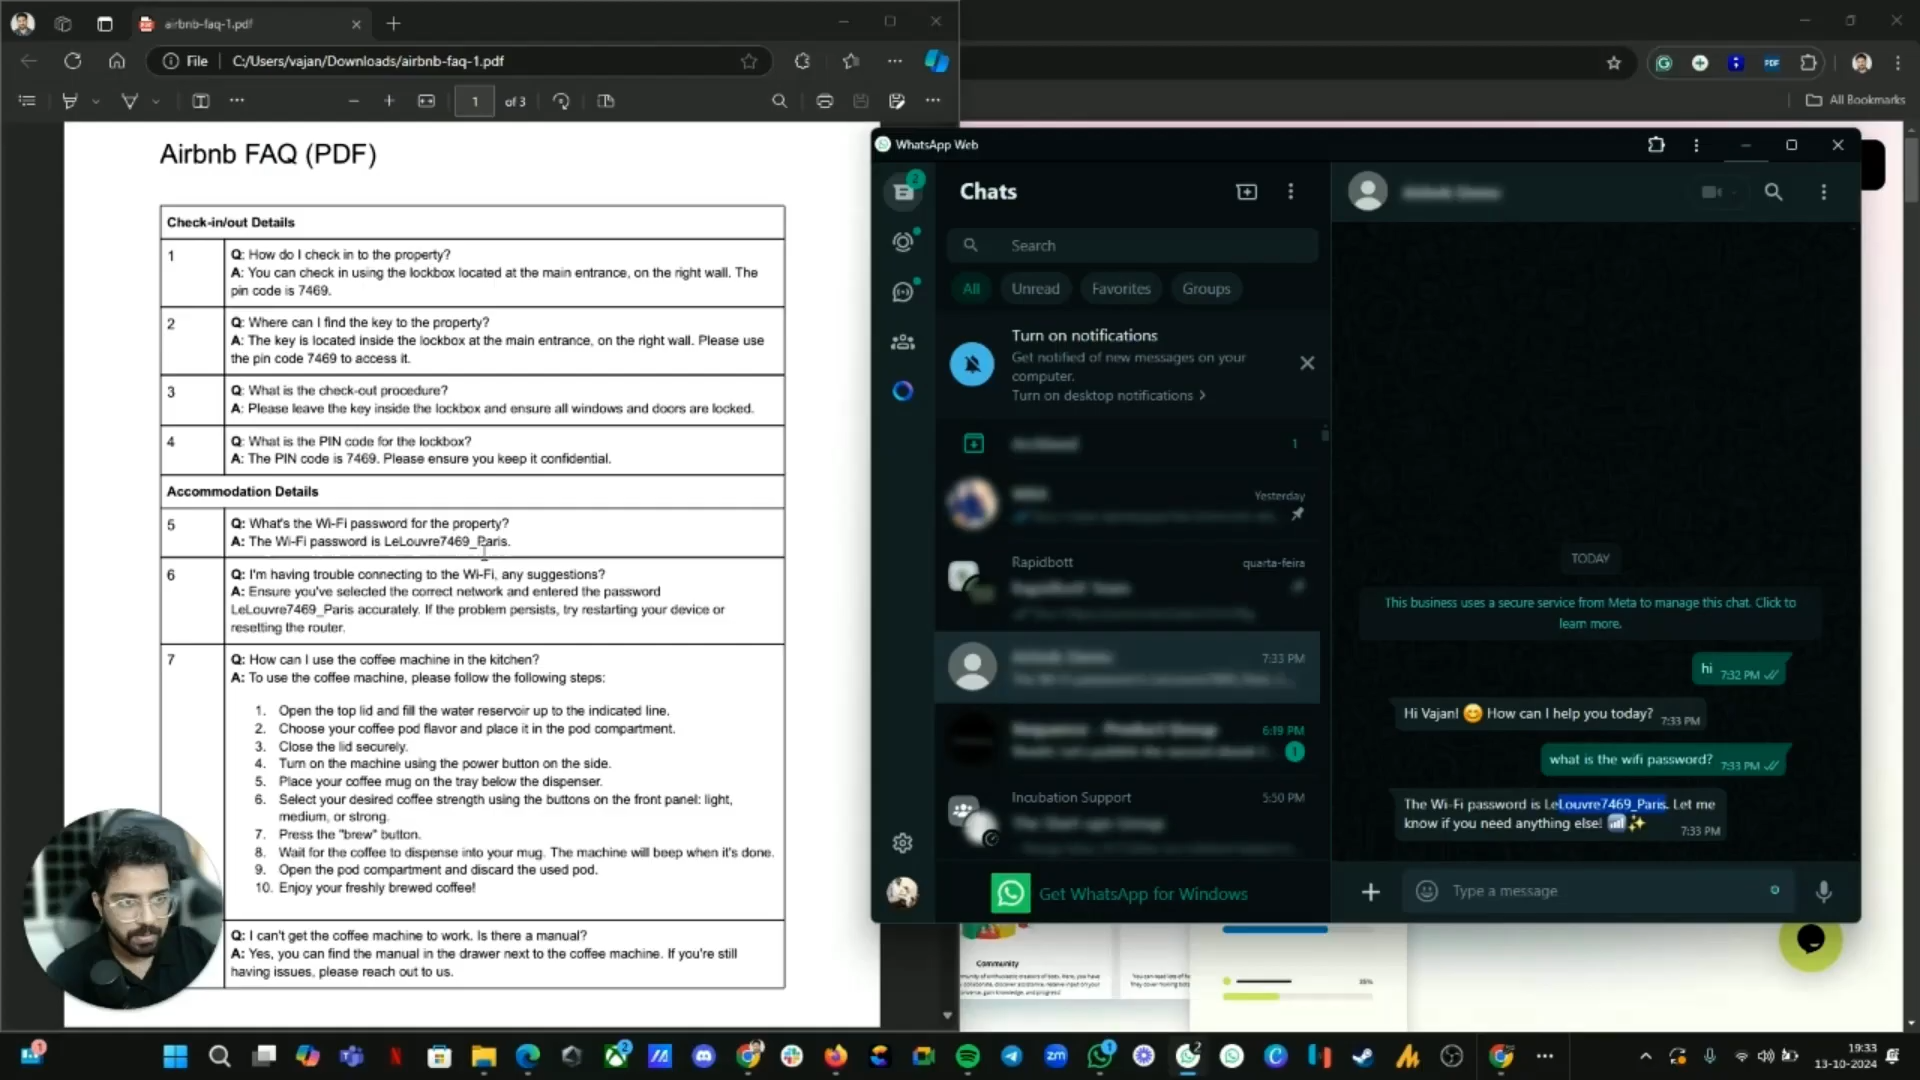 airbnb-faq-1.pdf
File
C:/Users/vajan/Downloads/airbnb-faq-1.pdf
1
of 3
PDF
All Bookmarks
Airbnb FAQ (PDF)
Check-in/out Details
1
Q: How do I check in to the property?
A: You can check in using the lockbox located at the main entrance, on the right wall. The
pin code is 7469.
2
Q: Where can I find the key to the property?
A: The key is located inside the lockbox at the main entrance, on the right wall. Please use
the pin code 7469 to access it.
3
Q: What is the check-out procedure?
A: Please leave the key inside the lockbox and ensure all windows and doors are locked.
4
Q: What is the PIN code for the lockbox?
A: The PIN code is 7469. Please ensure you keep it confidential.
Accommodation Details
5
Q: What's the Wi-Fi password for the property?
A: The Wi-Fi password is LeLouvre7469_Paris.
6
Q: I'm having trouble connecting to the Wi-Fi, any suggestions?
A: Ensure you've selected the correct network and entered the password
LeLouvre7469_Paris accurately. If the problem persists, try restarting your device or
resetting the router.
7
Q: How can I use the coffee machine in the kitchen?
A: To use the coffee machine, please follow the following steps:
1. Open the top lid and fill the water reservoir up to the indicated line.
2. Choose your coffee pod flavor and place it in the pod compartment.
3. Close the lid securely.
4. Turn on the machine using the power button on the side.
5. Place your coffee mug on the tray below the dispenser.
6. Select your desired coffee strength using the buttons on the front panel: light,
medium, or strong.
7. Press the "brew" button.
8. Wait for the coffee to dispense into your mug. The machine will beep when it's done.
9. Open the pod compartment and discard the used pod.
10. Enjoy your freshly brewed coffee!
Q: I can't get the coffee machine to work. Is there a manual?
A: Yes, you can find the manual in the drawer next to the coffee machine. If you're still
having issues, please reach out to us.
WhatsApp Web
2
Chats
Search
All
Unread
Favorites
Groups
Turn on notifications
Get notified of new messages on your
computer.
Turn on desktop notifications >
1
Yesterday
Rapidbott
quarta-feira
7:33 PM
6:19 PM
1
Incubation Support
5:50 PM
Get WhatsApp for Windows
TODAY
This business uses a secure service from Meta to manage this chat. Click to
learn more.
hi
7:32 PM
Hi Vajan! 😊 How can I help you today?
7:33 PM
what is the wifi password?
7:33 PM
The Wi-Fi password is LeLouvre7469_Paris. Let me
know if you need anything else! 📶✨
7:33 PM
Type a message
Community
19:33
13-10-2024